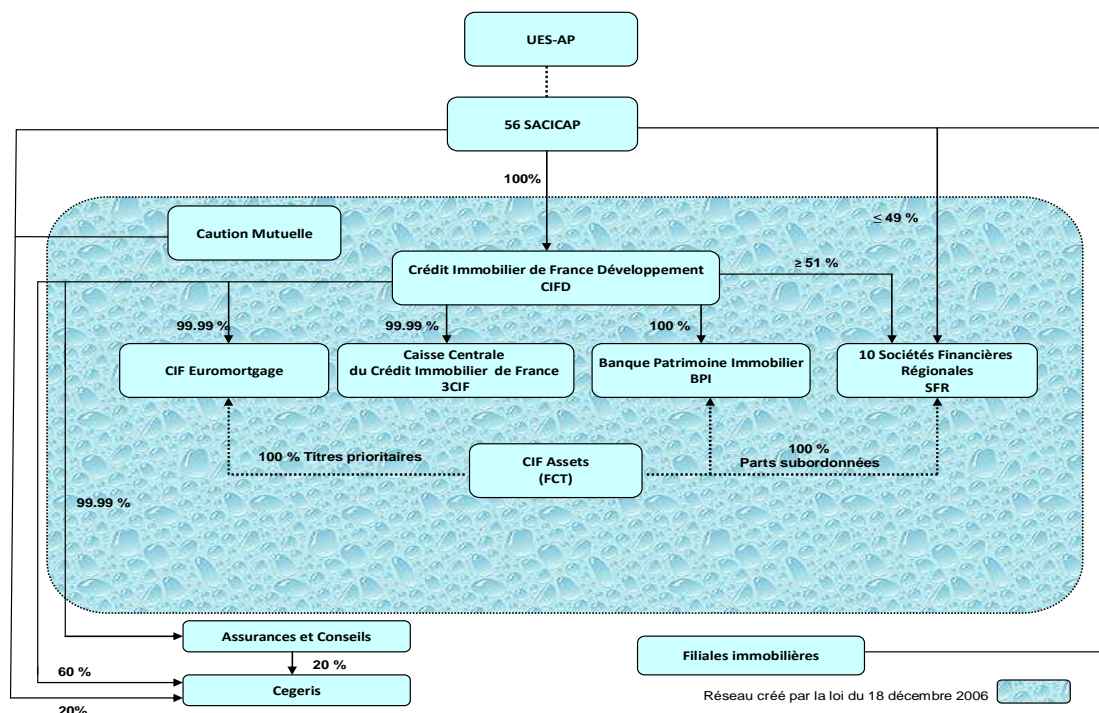 UES-AP
56 SACICAP
100%
≤ 49 %
Caution Mutuelle
Crédit Immobilier de France Développement
CIFD
≥ 51 %
99.99 %
99.99 %
100 %
CIF Euromortgage
Caisse Centrale
du Crédit Immobilier de France
3CIF
Banque Patrimoine Immobilier
BPI
10 Sociétés Financières
Régionales
SFR
100 % Titres prioritaires
CIF Assets
(FCT)
100 %
Parts subordonnées
99.99 %
Assurances et Conseils
20 %
60 %
Cegeris
20%
Filiales immobilières
Réseau créé par la loi du 18 décembre 2006